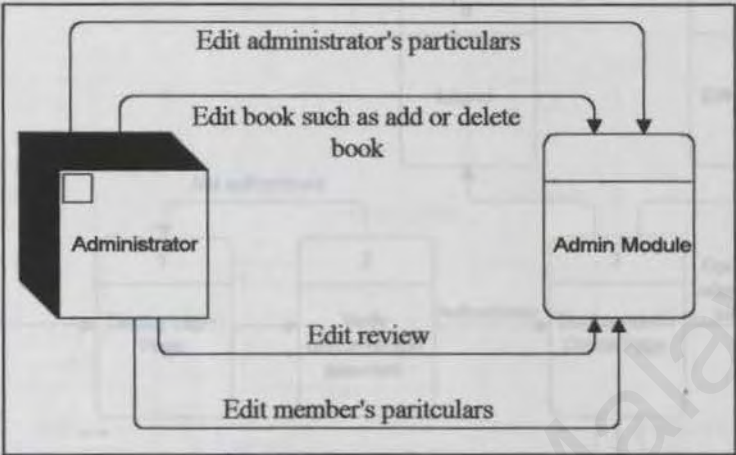 Edit administrator's particulars
Edit book such as add or delete
book
Administrator
Admin Module
Edit review
Edit member's paritculars